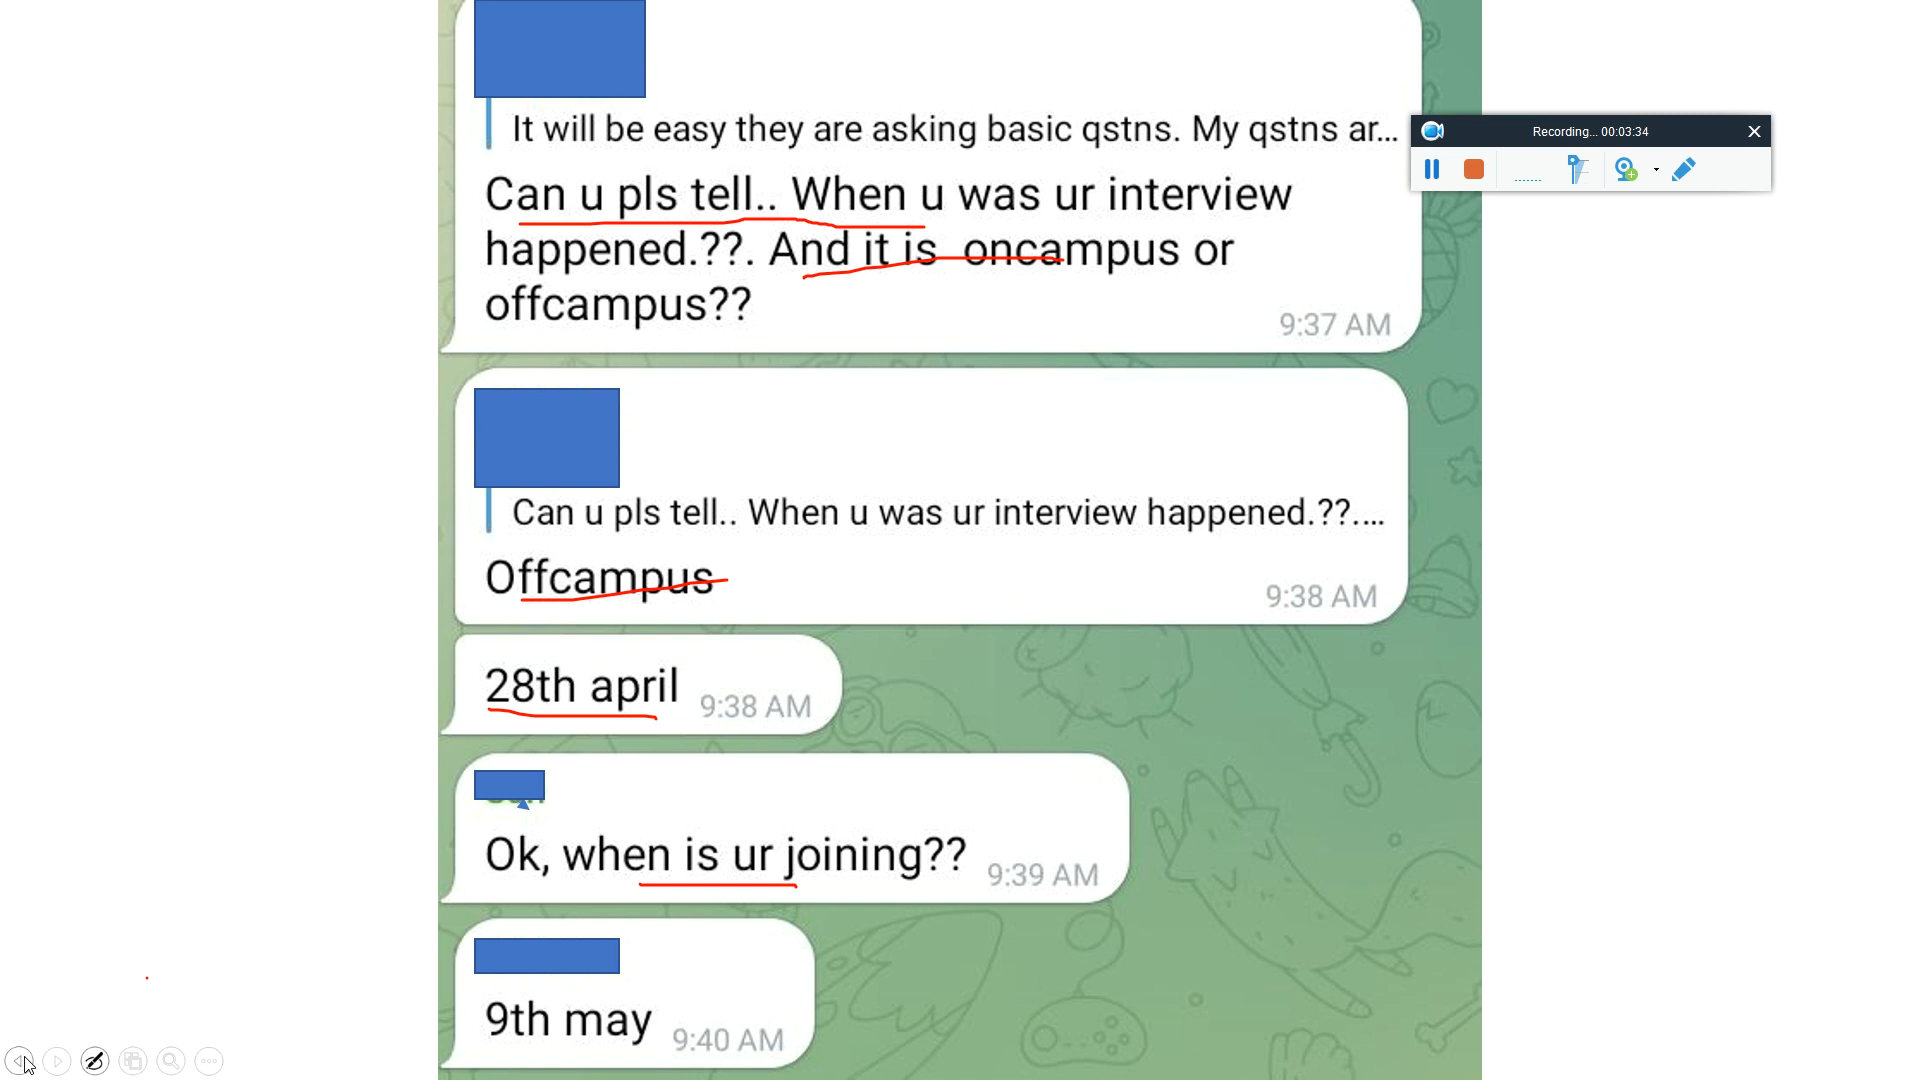 It will be easy they are asking basic qstns. My qstns ar...
Can u pls tell.. When u was ur interview
happened.??. And it is oncampus or
offcampus??
9:37 AM
Recording... 00:03:34
Can u pls tell.. When u was ur interview happened.??....
Offcampus
9:38 AM
28th april 9:38 AM
Ok, when is ur joining?? 9:39 AM
9th may 9:40 AM